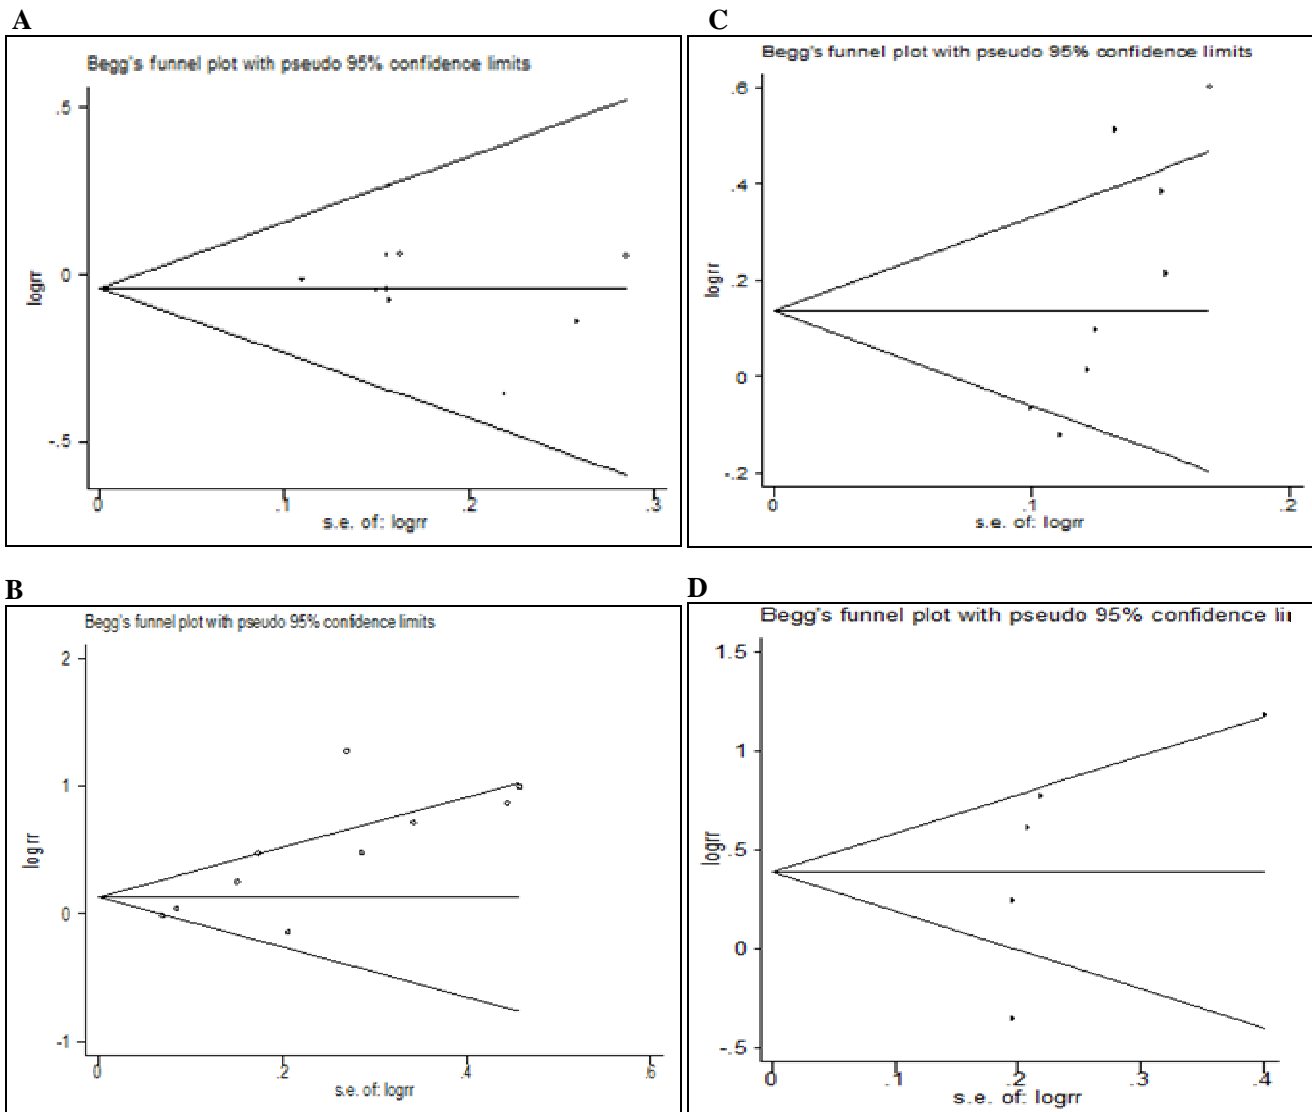 A
Begg's funnel plot with pseudo 95% confidence limits
.5
0
-.5
logrr
0
.1
.2
.3
s.e. of: logrr
C
Begg's funnel plot with pseudo 95% confidence limits
.6
.4
.2
0
-.2
logrr
0
.1
.2
s.e. of: logrr
B
Begg's funnel plot with pseudo 95% confidence limits
2
1
0
-1
logrr
0
.2
.4
.6
s.e. of: logrr
D
Begg's funnel plot with pseudo 95% confidence li
1.5
1
.5
0
-.5
logrr
0
.1
.2
.3
.4
s.e. of: logrr